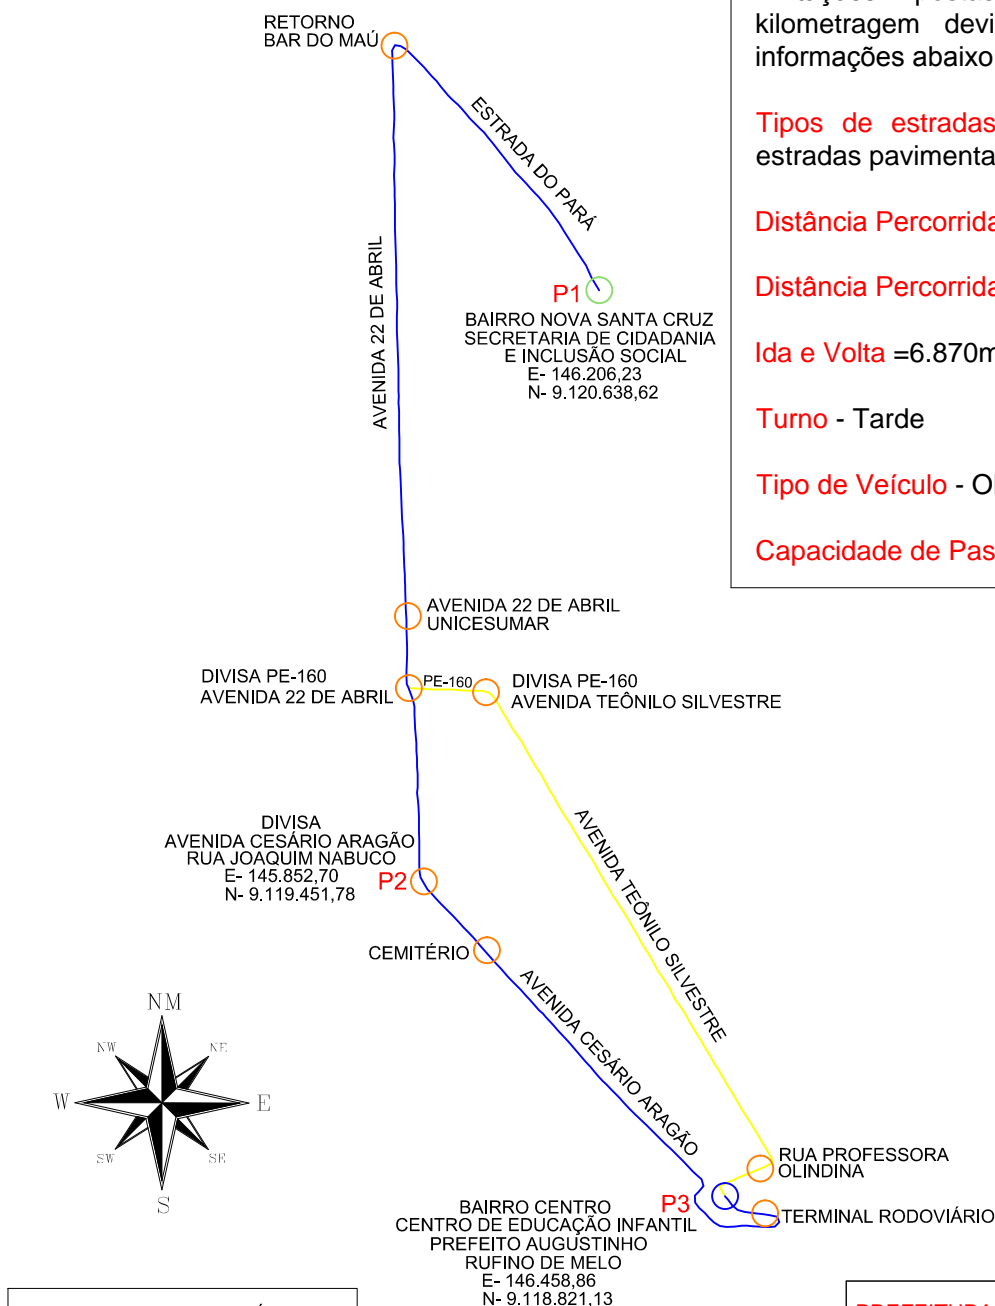 RETORNO
BAR DO MAÚ
ESTRADA DO PARÁ
AVENIDA 22 DE ABRIL
P1
BAIRRO NOVA SANTA CRUZ
SECRETARIA DE CIDADANIA
E INCLUSÃO SOCIAL
E- 146.206,23
N- 9.120.638,62
kilometragem
informações abaixo
Tipos de estradas
estradas
Distância
Distância
Ida e Volta =6.870m
Turno - Tarde
Tipo de Veículo -
Capacidade de
AVENIDA 22 DE ABRIL
UNICESUMAR
DIVISA PE-160
AVENIDA 22 DE ABRIL
PE-160
DIVISA PE-160
AVENIDA TEÔNILO SILVESTRE
AVENIDA TEÔNILO SILVESTRE
DIVISA
AVENIDA CESÁRIO ARAGÃO
RUA JOAQUIM NABUCO
E- 145.852,70
N- 9.119.451,78
P2
CEMITÉRIO
AVENIDA CESÁRIO ARAGÃO
NM
NW
NE
W
E
SW
SE
S
RUA PROFESSORA
OLINDINA
P3
TERMINAL RODOVIÁRIO
BAIRRO CENTRO
CENTRO DE EDUCAÇÃO INFANTIL
PREFEITO AUGUSTINHO
RUFINO DE MELO
E- 146.458,86
N- 9.118.821,13